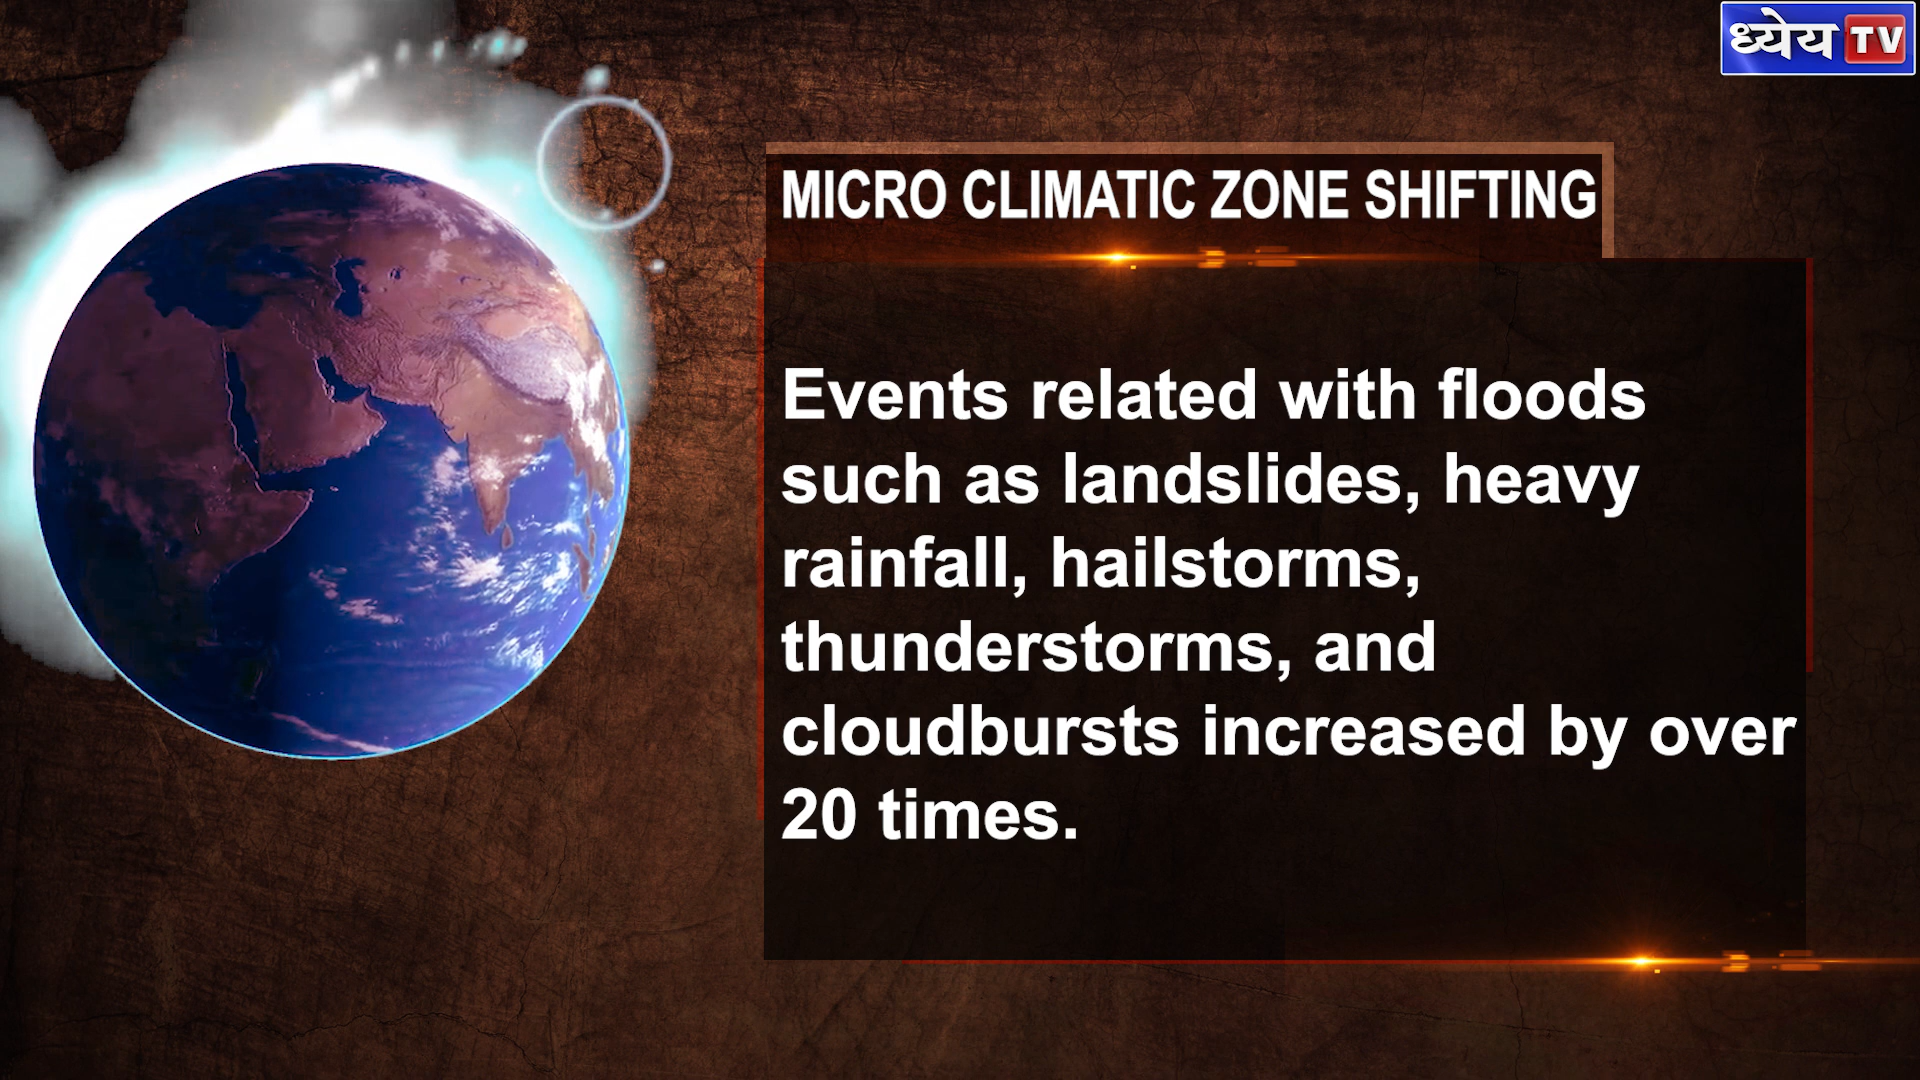 ध्येय TV
MICRO CLIMATIC ZONE SHIFTING
Events related with floods
such as landslides, heavy
rainfall, hailstorms,
thunderstorms, and
cloudbursts increased by over
20 times.